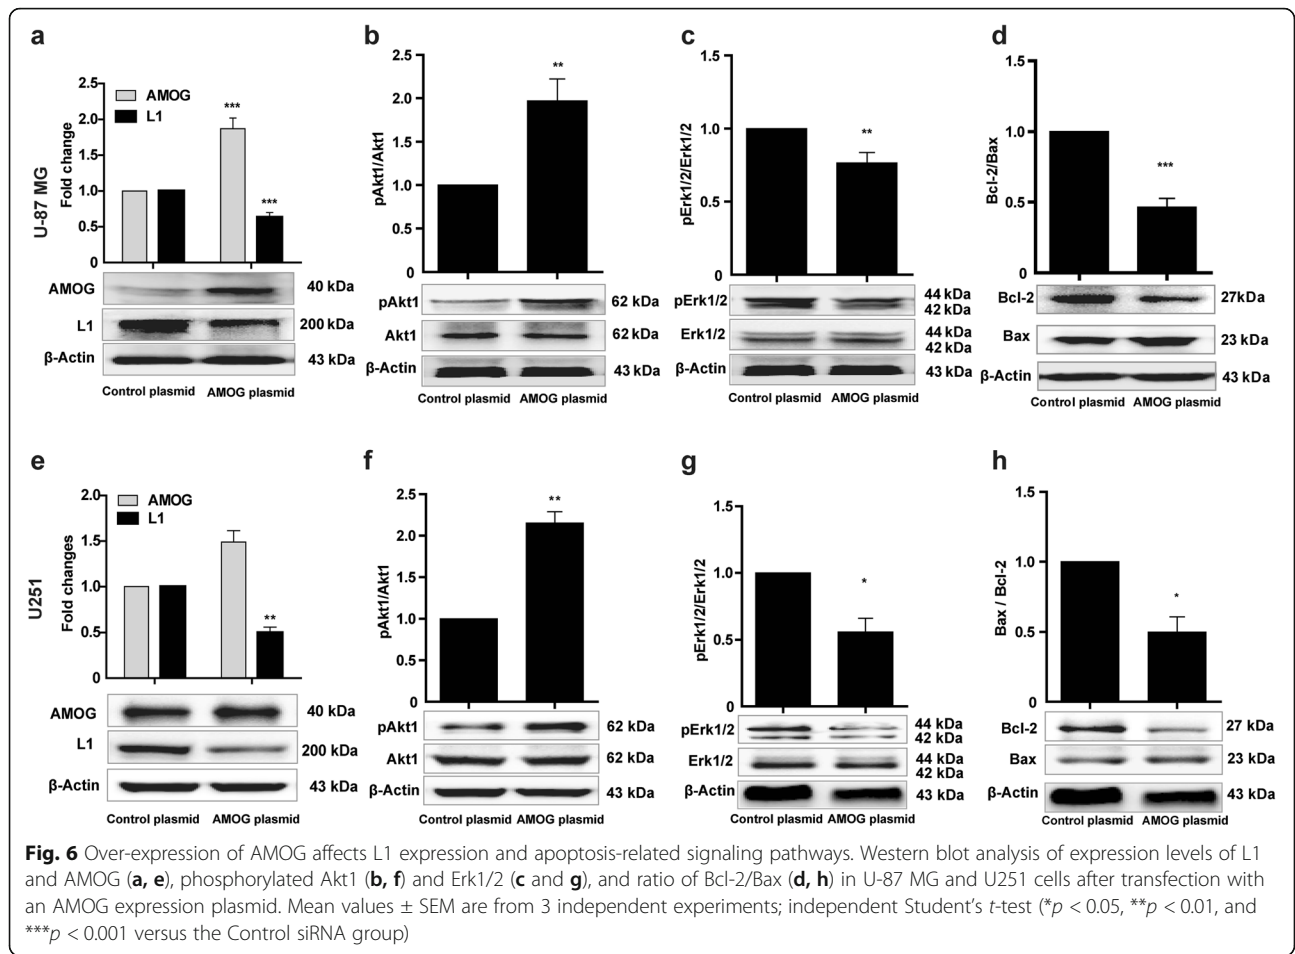 a
U-87 MG
Fold change
2.5
2.0
1.5
1.0
0.5
0
AMOG
L1
***
***
AMOG
40 kDa
L1
200 kDa
β-Actin
43 kDa
Control plasmid
AMOG plasmid
b
pAkt1/Akt1
2.5
2.0
1.5
1.0
0.5
0
**
pAkt1
62 kDa
Akt1
62 kDa
β-Actin
43 kDa
Control plasmid
AMOG plasmid
c
pErk1/2/Erk1/2
1.5
1.0
0.5
0
**
pErk1/2
44 kDa
42 kDa
Erk1/2
44 kDa
42 kDa
β-Actin
43 kDa
Control plasmid
AMOG plasmid
d
Bcl-2/Bax
1.5
1.0
0.5
0
***
Bcl-2
27kDa
Bax
23 kDa
β-Actin
43 kDa
Control plasmid
AMOG plasmid
e
U251
Fold changes
2.0
1.5
1.0
0.5
0
AMOG
L1
**
AMOG
40 kDa
L1
200 kDa
β-Actin
43 kDa
Control plasmid
AMOG plasmid
f
pAkt1/Akt1
2.5
2.0
1.5
1.0
0.5
0
**
pAkt1
62 kDa
Akt1
62 kDa
β-Actin
43 kDa
Control plasmid
AMOG plasmid
g
pErk1/2/Erk1/2
1.5
1.0
0.5
0
*
pErk1/2
44 kDa
42 kDa
Erk1/2
44 kDa
42 kDa
β-Actin
43 kDa
Control plasmid
AMOG plasmid
h
Bax / Bcl-2
1.5
1.0
0.5
0
*
Bcl-2
27 kDa
Bax
23 kDa
β-Actin
43 kDa
Control plasmid
AMOG plasmid
Fig. 6 Over-expression of AMOG affects L1 expression and apoptosis-related signaling pathways. Western blot analysis of expression levels of L1
and AMOG (a, e), phosphorylated Akt1 (b, f) and Erk1/2 (c and g), and ratio of Bcl-2/Bax (d, h) in U-87 MG and U251 cells after transfection with
an AMOG expression plasmid. Mean values ± SEM are from 3 independent experiments; independent Student's t-test (*p < 0.05, **p < 0.01, and
***p < 0.001 versus the Control siRNA group)